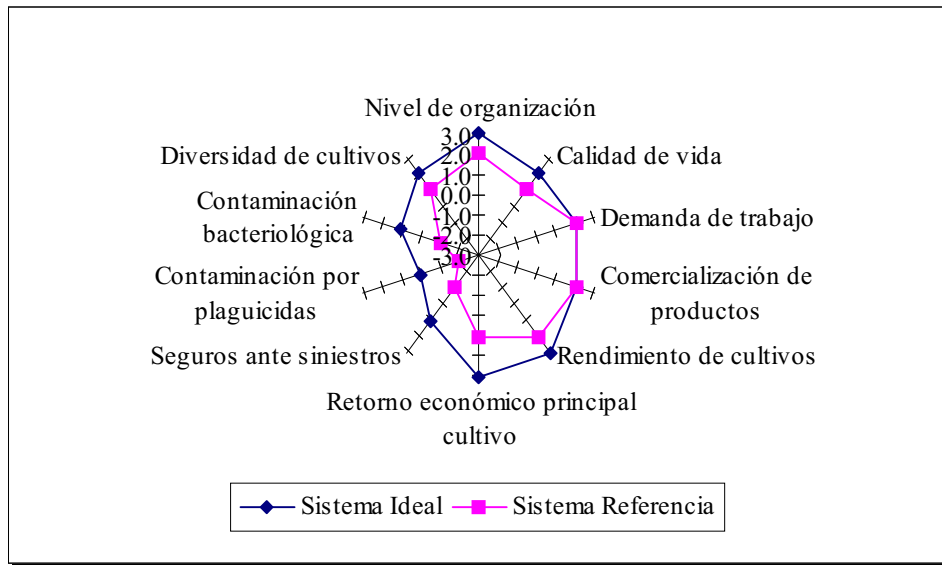 Nivel de organización
3.0
2.0
1.0
0.0
-1.0
-2.0
-3.0
Diversidad de cultivos
Calidad de vida
Contaminación
bacteriológica
Demanda de trabajo
Contaminación por
plaguicidas
Comercialización de
productos
Seguros ante siniestros
Rendimiento de cultivos
Retorno económico principal
cultivo
Sistema Ideal
Sistema Referencia